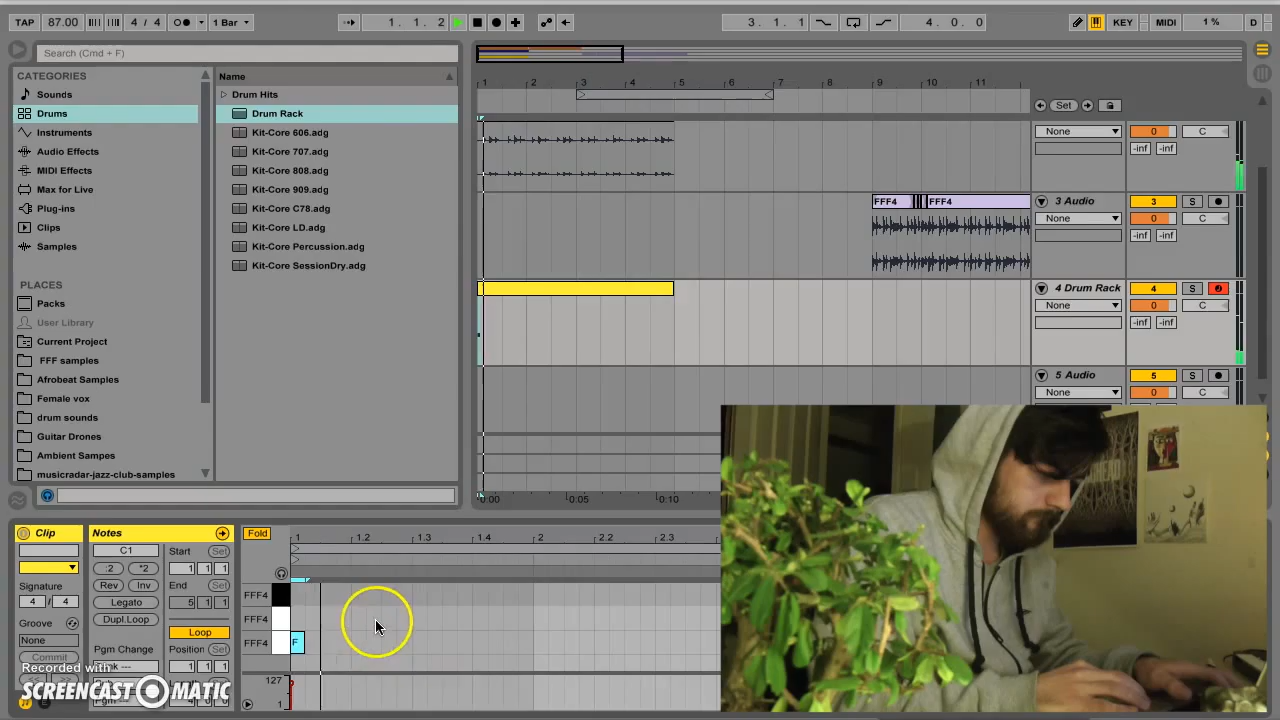 TAP 87.00 4 / 4 1 Bar 1. 1. 2 3. 1. 1 4. 0. 0 KEY MIDI 1 % D
Search (Cmd + F)
CATEGORIES
Sounds
Drums
Instruments
Audio Effects
MIDI Effects
Max for Live
Plug-ins
Clips
Samples
PLACES
Packs
User Library
Current Project
FFF samples
Afrobeat Samples
Female vox
drum sounds
Guitar Drones
Ambient Sampes
musicradar-jazz-club-samples
Name
Drum Hits
Drum Rack
Kit-Core 606.adg
Kit-Core 707.adg
Kit-Core 808.adg
Kit-Core 909.adg
Kit-Core C78.adg
Kit-Core LD.adg
Kit-Core Percussion.adg
Kit-Core SessionDry.adg
1 2 3 4 5 6 7 8 9 10 11
Set
None 0 C
-inf -inf
FFF4 FFF4
3 Audio 3 S
None 0 C
-inf -inf
4 Drum Rack 4 S
None 0 C
-inf -inf
5 Audio 5 S
None 0 C
0:00 0:05 0:10
Clip
Signature
4 / 4
Groove
None
Commit
Notes
C1
:2 *2
Rev Inv
Legato
Dupl.Loop
Pgm Change
Start Set
1 1 1
End Set
5 1 1
Loop
Position Set
1 1 1
Fold
1 1.2 1.3 1.4 2 2.2 2.3
FFF4
FFF4
FFF4 F
127
1
Recorded with
SCREENCAST MATIC